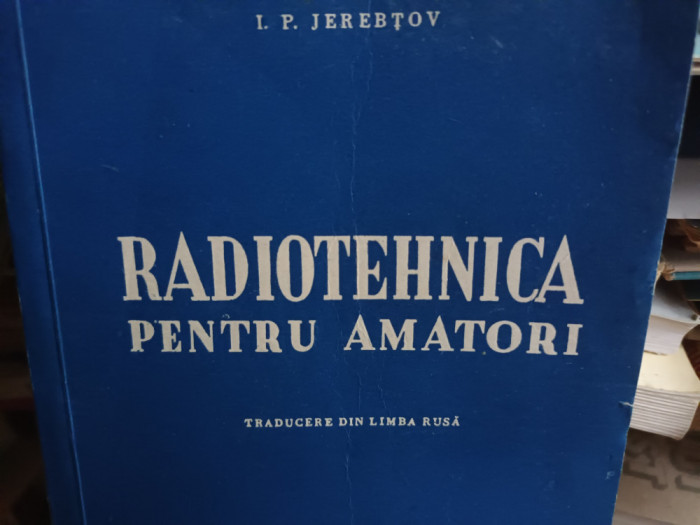 I. P. JEREBȚOV
RADIOTEHNICA
PENTRU AMATORI
TRADUCERE DIN LIMBA RUSĂ